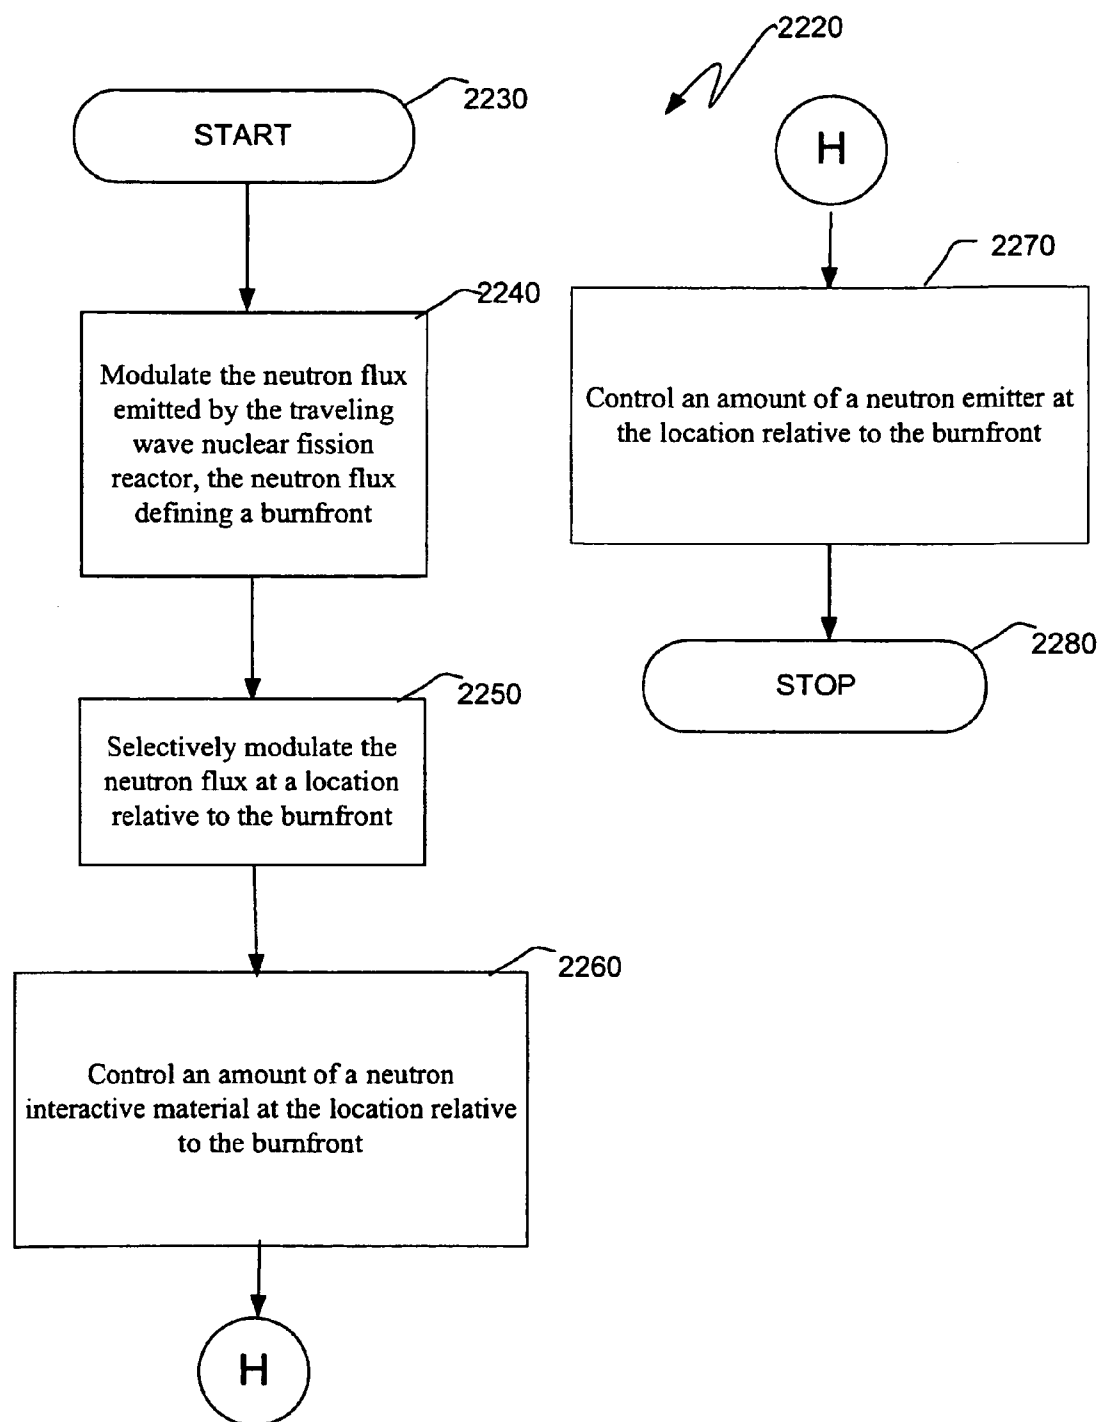 2220
START
2230
2240
Modulate the neutron flux
emitted by the traveling
wave nuclear fission
reactor, the neutron flux
defining a burnfront
2250
Selectively modulate the
neutron flux at a location
relative to the burnfront
2260
Control an amount of a neutron
interactive material at the location relative
to the burnfront
H
H
2270
Control an amount of a neutron emitter at
the location relative to the burnfront
2280
STOP